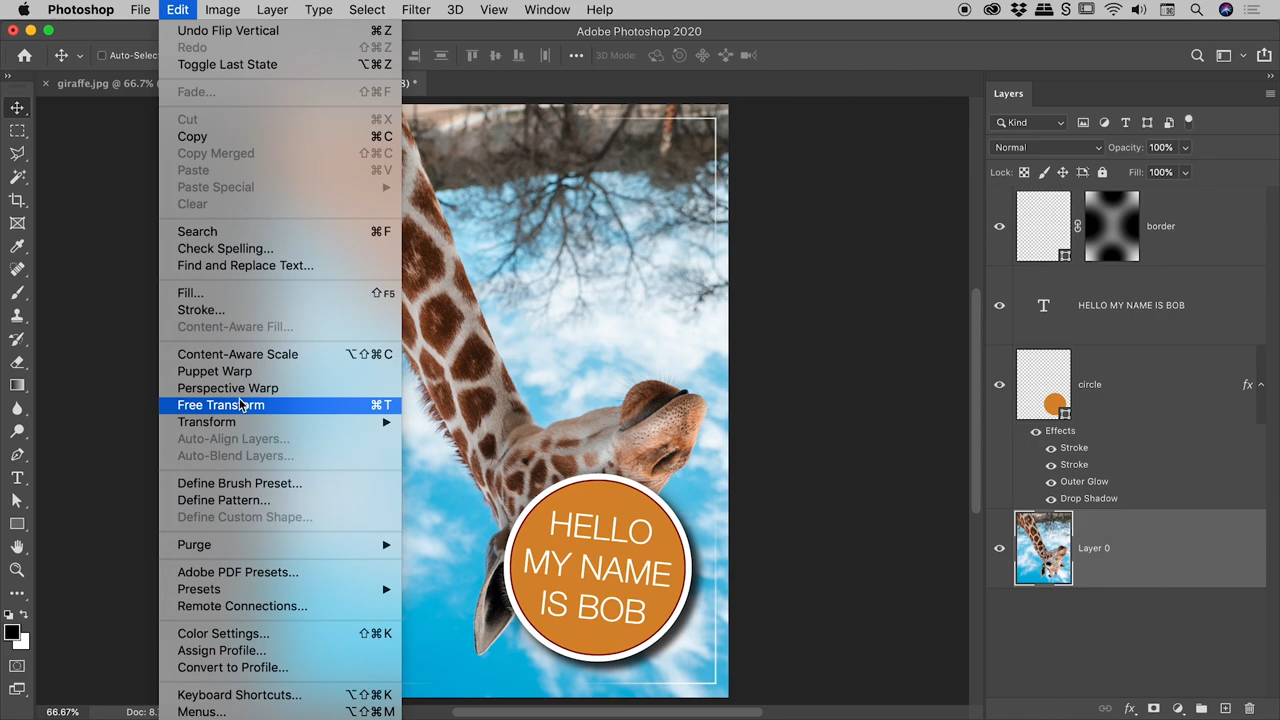 Photoshop File Edit Image Layer Type Select Filter 3D View Window Help
Adobe Photoshop 2020
Auto-Selec
3D Mode:
giraffe.jpg @ 66.7%
) *
Undo Flip Vertical ⌘Z
Redo ⌘X
Toggle Last State ⌥⌘Z
Fade... ⇧⌘F
Cut ⌘X
Copy ⌘C
Copy Merged ⇧⌘C
Paste ⌘V
Paste Special
Clear
Search ⌘F
Check Spelling...
Find and Replace Text...
Fill... ⇧F5
Stroke...
Content-Aware Fill...
Content-Aware Scale ⌥⇧⌘C
Puppet Warp
Perspective Warp
Free Transform ⌘T
Transform
Auto-Align Layers...
Auto-Blend Layers...
Define Brush Preset...
Define Pattern...
Define Custom Shape...
Purge
Adobe PDF Presets...
Presets
Remote Connections...
Color Settings... ⇧⌘K
Assign Profile...
Convert to Profile...
Keyboard Shortcuts... ⌥⇧⌘K
Menus... ⌥⇧⌘M
HELLO
MY NAME
IS BOB
66.67%
Doc: 8.
Layers
Kind
Normal Opacity: 100%
Lock: Fill: 100%
border
T HELLO MY NAME IS BOB
circle fx
Effects
Stroke
Stroke
Outer Glow
Drop Shadow
Layer 0
fx